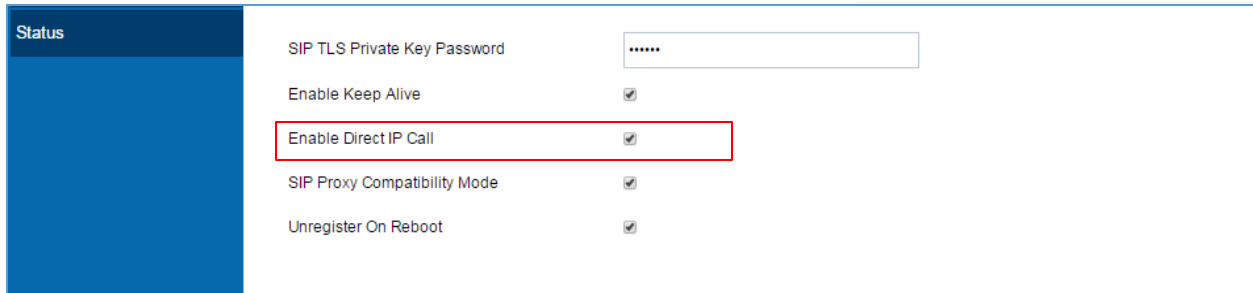 Status
SIP TLS Private Key Password ••••••
Enable Keep Alive
Enable Direct IP Call
SIP Proxy Compatibility Mode
Unregister On Reboot